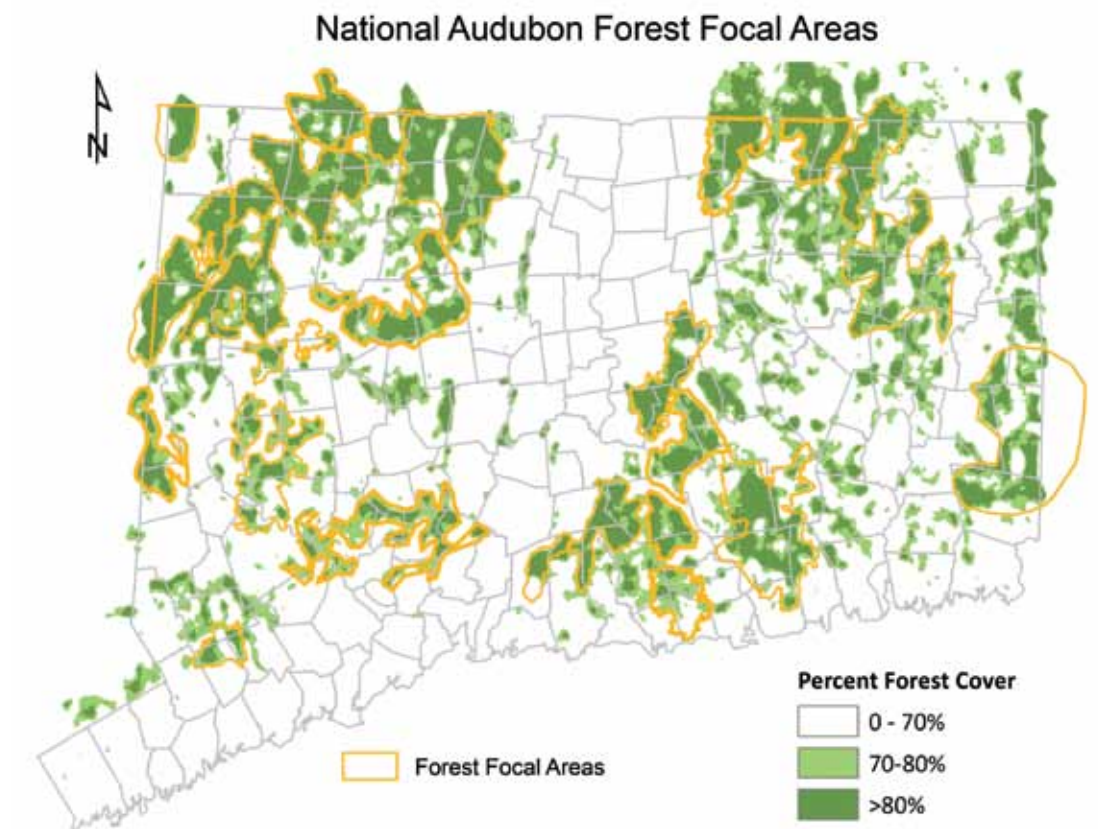 National Audubon Forest Focal Areas
N
Percent Forest Cover
0 - 70%
70-80%
>80%
Forest Focal Areas